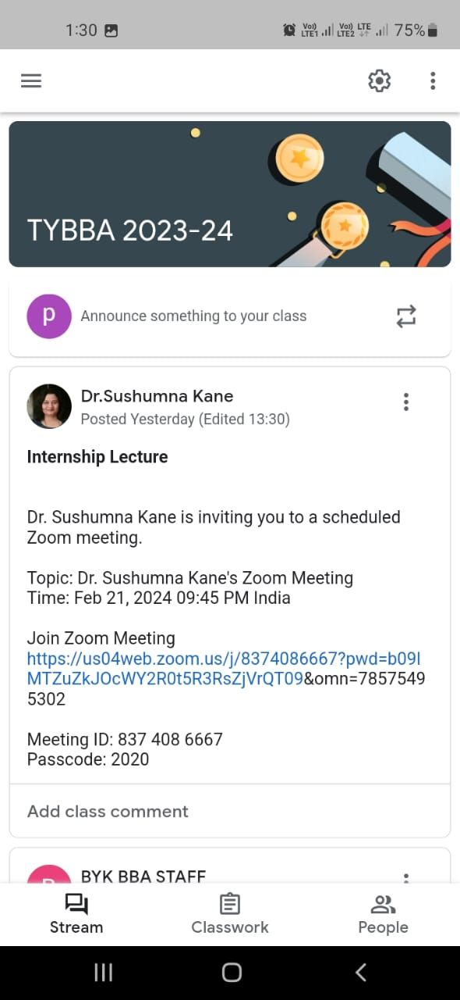 1:30
Vo)) LTE1 Vo)) LTE2 LTE 75%
TYBBA 2023-24
p
Announce something to your class
Dr.Sushumna Kane
Posted Yesterday (Edited 13:30)
Internship Lecture
Dr. Sushumna Kane is inviting you to a scheduled
Zoom meeting.
Topic: Dr. Sushumna Kane's Zoom Meeting
Time: Feb 21, 2024 09:45 PM India
Join Zoom Meeting
https://us04web.zoom.us/j/8374086667?pwd=b09l
MTZuZkJOcWY2R0t5R3RsZjVrQT09&omn=7857549
5302
Meeting ID: 837 408 6667
Passcode: 2020
Add class comment
BYK BBA STAFF
Stream
Classwork
People